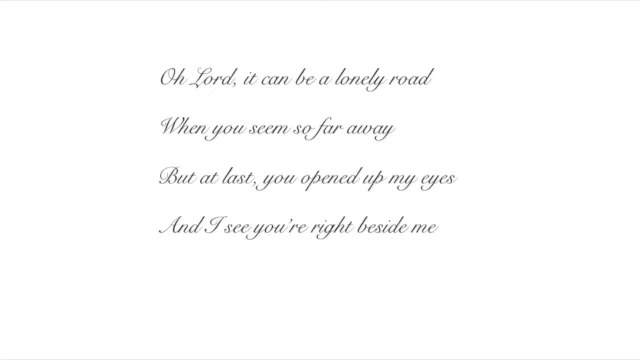 Oh Lord, it can be a lonely road
When you seem so far away
But at last, you opened up my eyes
And I see you're right beside me